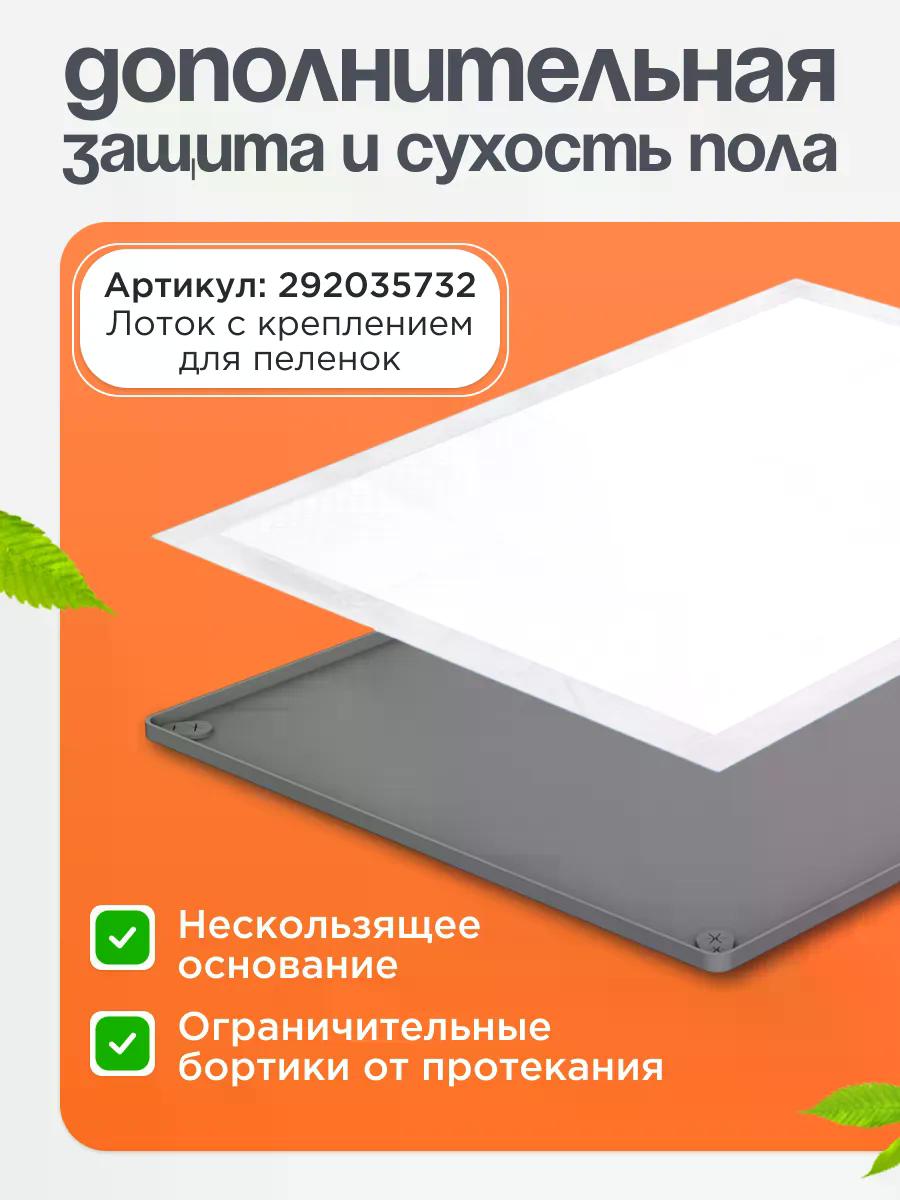 дополнительная
защита и сухость пола
Артикул: 292035732
Лоток с креплением
для пеленок
Нескользящее
основание
Ограничительные
бортики от протекания